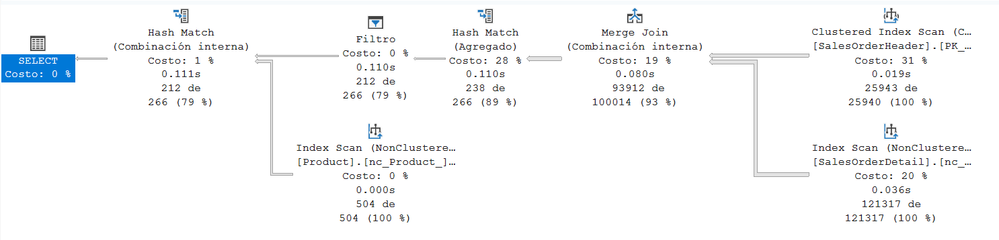 SELECT
Costo: 0 %
Hash Match
(Combinación interna)
Costo: 1 %
0.111s
212 de
266 (79 %)
Filtro
Costo: 0 %
0.110s
212 de
266 (79 %)
Hash Match
(Agregado)
Costo: 28 %
0.110s
238 de
266 (89 %)
Merge Join
(Combinación interna)
Costo: 19 %
0.080s
93912 de
100014 (93 %)
Clustered Index Scan (C…
[SalesOrderHeader].[PK_…
Costo: 31 %
0.019s
25943 de
25940 (100 %)
Index Scan (NonClustere…
[Product].[nc_Product_]…
Costo: 0 %
0.000s
504 de
504 (100 %)
Index Scan (NonClustere…
[SalesOrderDetail].[nc_…
Costo: 20 %
0.036s
121317 de
121317 (100 %)